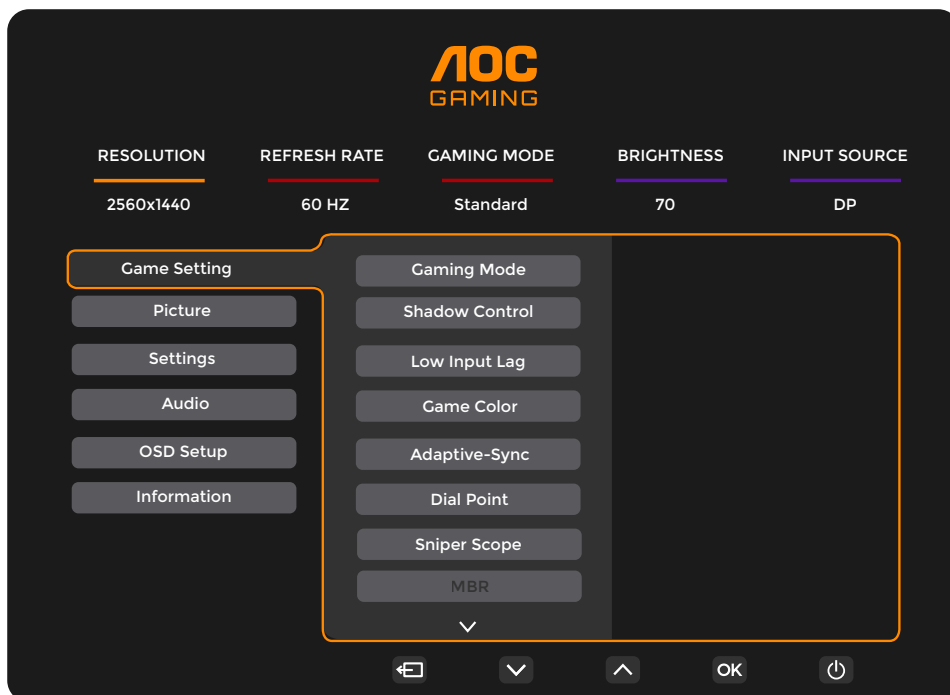 AOC
GAMING
RESOLUTION REFRESH RATE GAMING MODE BRIGHTNESS INPUT SOURCE
2560x1440 60 HZ Standard 70 DP
Game Setting
Picture
Settings
Audio
OSD Setup
Information
Gaming Mode
Shadow Control
Low Input Lag
Game Color
Adaptive-Sync
Dial Point
Sniper Scope
MBR
OK